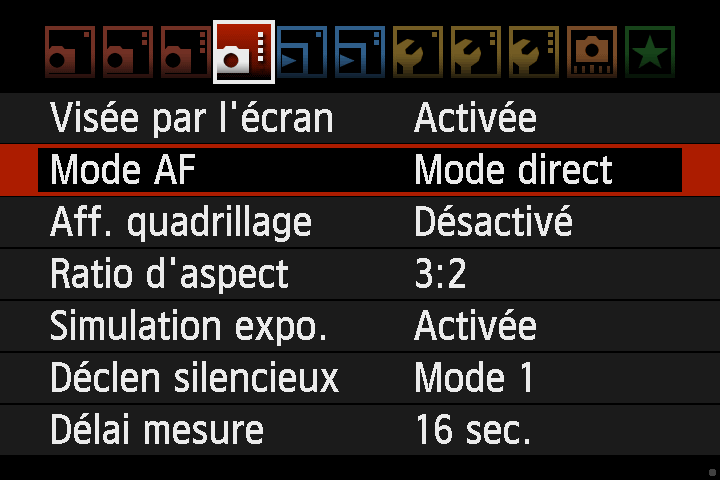 Visée par l'écran Activée
Mode AF Mode direct
Aff. quadrillage Désactivé
Ratio d'aspect 3:2
Simulation expo. Activée
Déclen silencieux Mode 1
Délai mesure 16 sec.